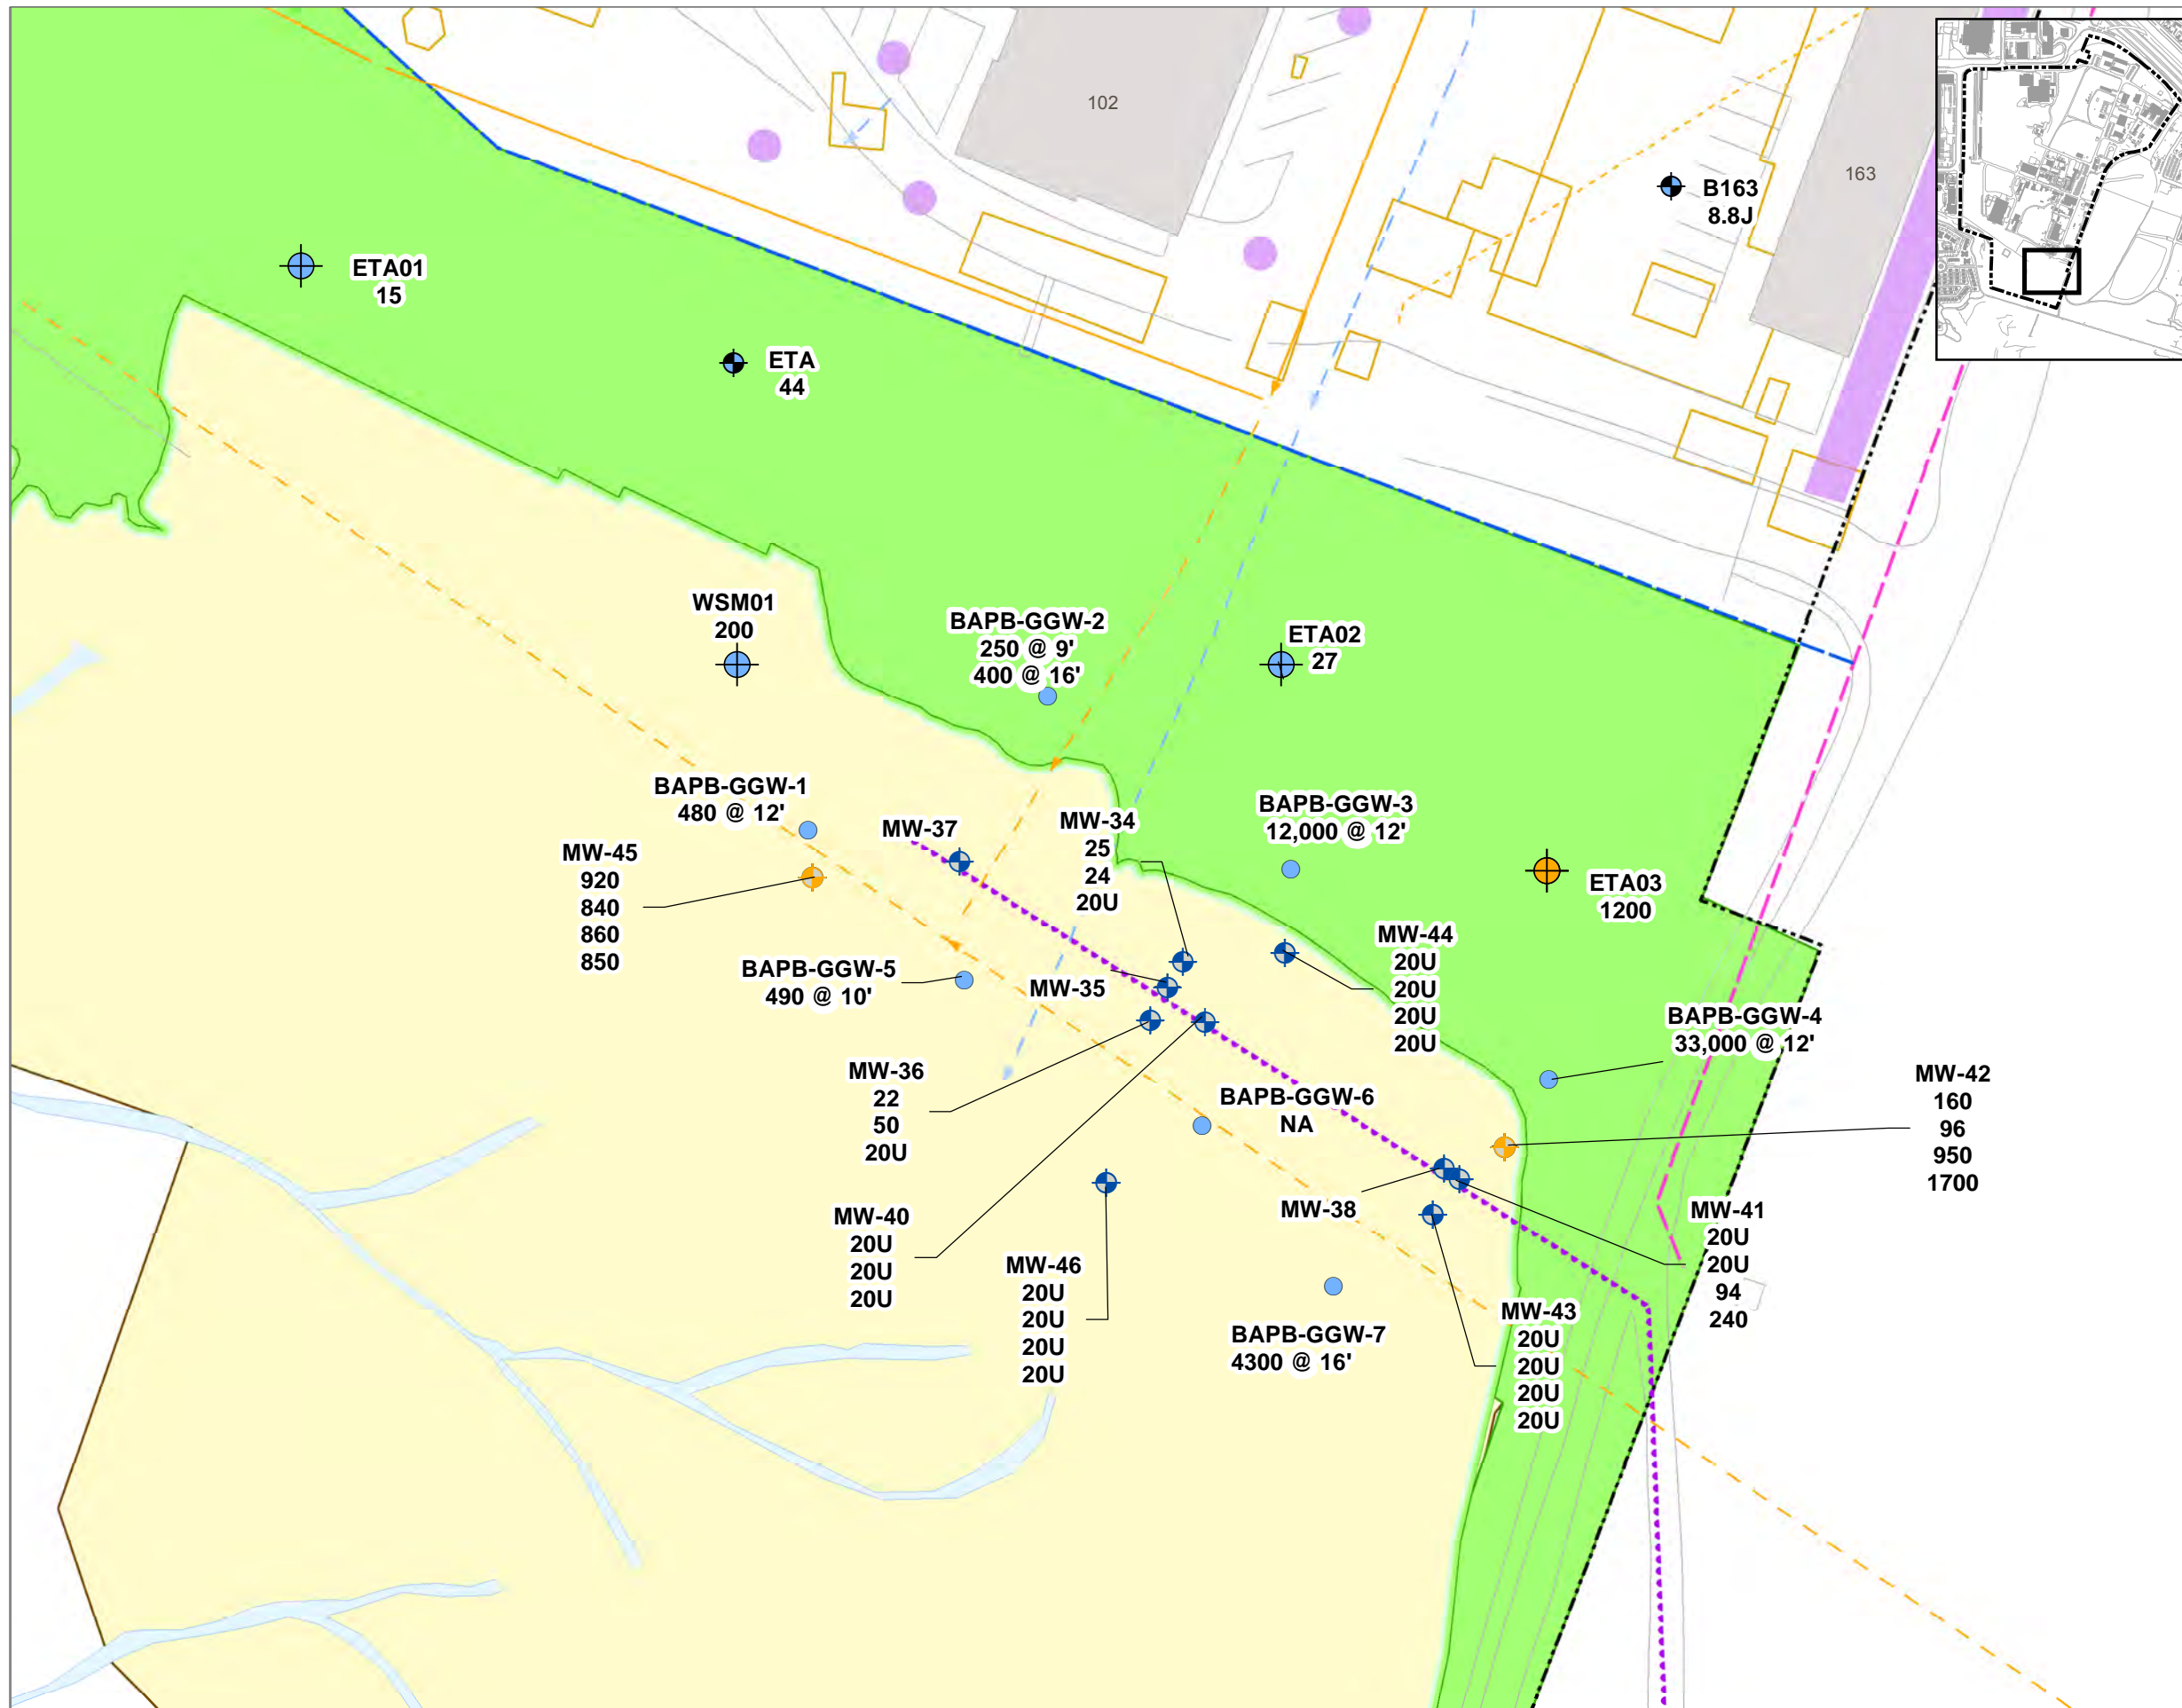 102
163
B163
8.8J
ETA01
15
ETA
44
WSM01
200
BAPB-GGW-2
250 @ 9'
400 @ 16'
ETA02
27
BAPB-GGW-1
480 @ 12'
MW-37
MW-34
25
24
20U
BAPB-GGW-3
12,000 @ 12'
MW-45
920
840
860
850
ETA03
1200
BAPB-GGW-5
490 @ 10'
MW-35
MW-44
20U
20U
20U
20U
BAPB-GGW-4
33,000 @ 12'
MW-36
22
50
20U
BAPB-GGW-6
NA
MW-42
160
96
950
1700
MW-40
20U
20U
20U
MW-38
MW-41
20U
20U
94
240
MW-46
20U
20U
20U
20U
BAPB-GGW-7
4300 @ 16'
MW-43
20U
20U
20U
20U